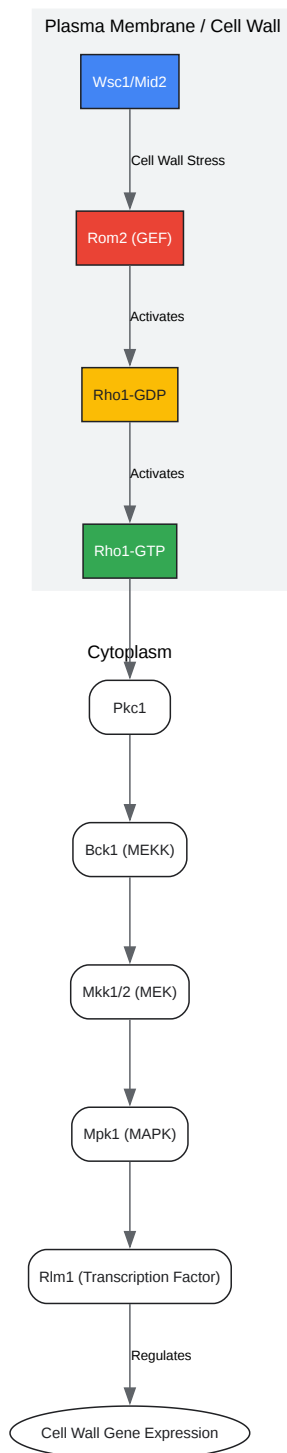 Plasma Membrane / Cell Wall
Wsc1/Mid2
Cell Wall Stress
Rom2 (GEF)
Activates
Rho1-GDP
Activates
Rho1-GTP
Cytoplasm
Pkc1
Bck1 (MEKK)
Mkk1/2 (MEK)
Mpk1 (MAPK)
Rlm1 (Transcription Factor)
Regulates
Cell Wall Gene Expression